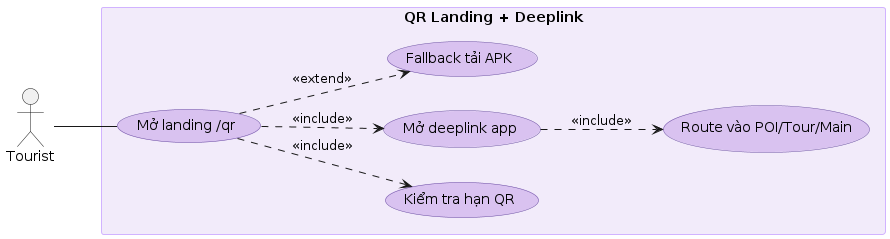 QR Landing + Deeplink
Fallback tải APK
«extend»
Mở landing /qr
«include»
Mở deeplink app
«include»
Route vào POI/Tour/Main
«include»
Kiểm tra hạn QR
Tourist